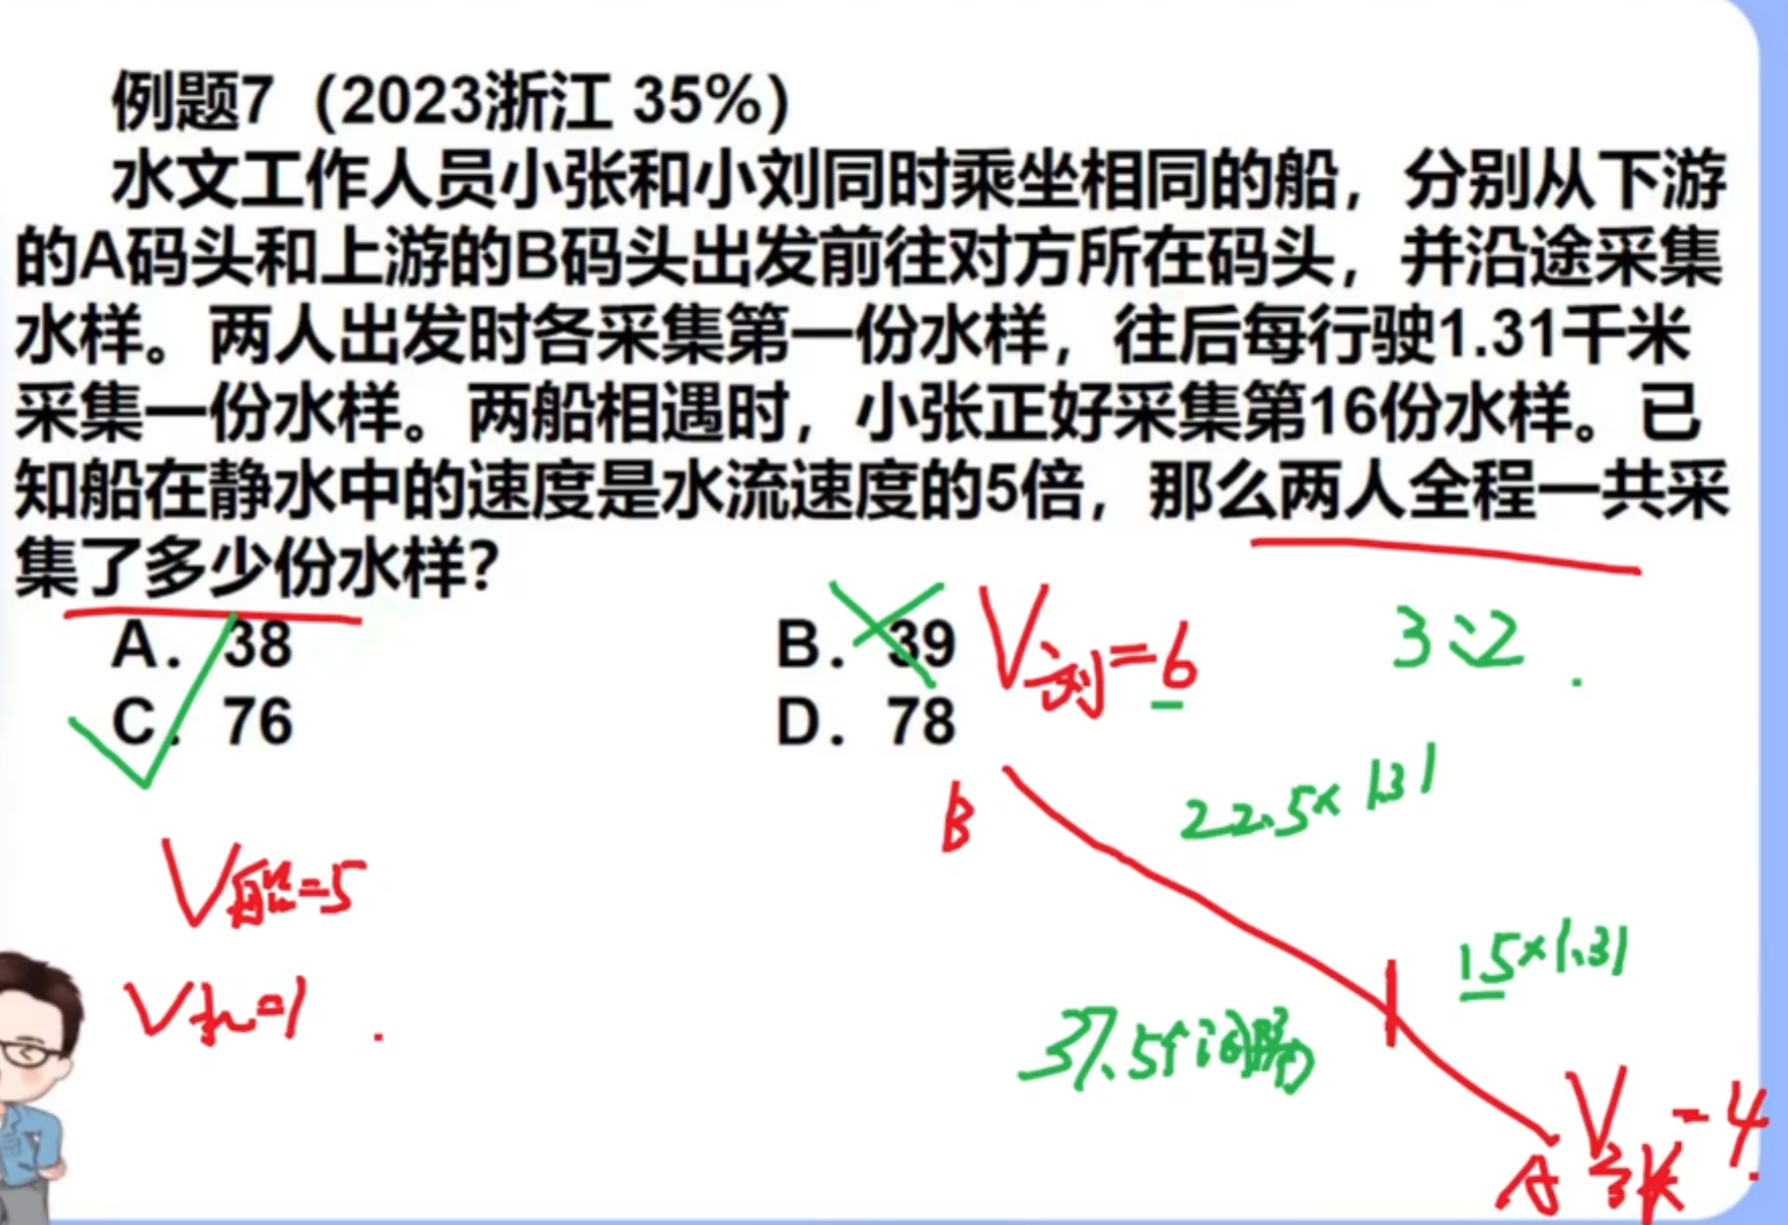 例题7（2023浙江 35%）
水文工作人员小张和小刘同时乘坐相同的船，分别从下游
的A码头和上游的B码头出发前往对方所在码头，并沿途采集
水样。两人出发时各采集第一份水样，往后每行驶1.31千米
采集一份水样。两船相遇时，小张正好采集第16份水样。已
知船在静水中的速度是水流速度的5倍，那么两人全程一共采
集了多少份水样？
A．38
B．39
C．76
D．78
V刘=6
3:2
B
22.5×1.31
V船=5
15×1.31
V水=1
37.5个间隔
V张=4
A